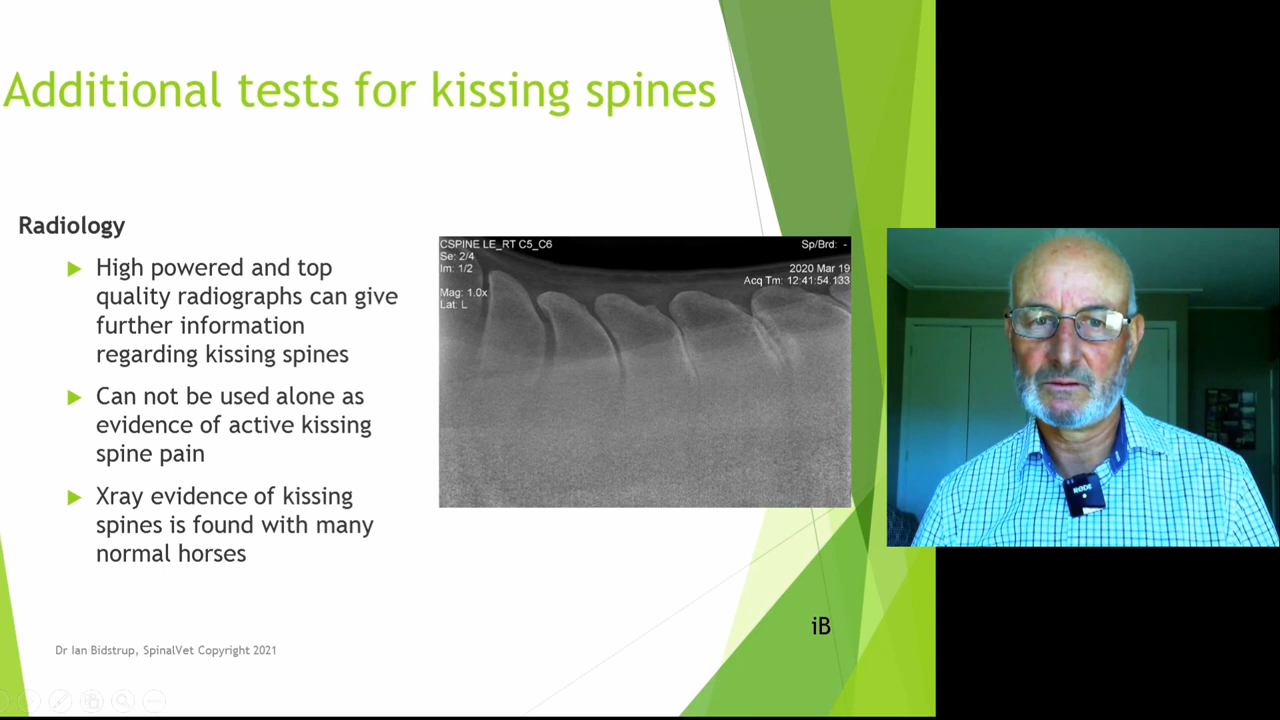 Additional tests for kissing spines
Radiology
High powered and top
quality radiographs can give
further information
regarding kissing spines
Can not be used alone as
evidence of active kissing
spine pain
Xray evidence of kissing
spines is found with many
normal horses
CSPINE LE_RT C5_C6
Se: 2/4
Im: 1/2
Mag: 1.0x
Lat: L
Sp/Brd: -
2020 Mar 19
Acq Tm: 12:41:54.133
RØDE
iB
Dr Ian Bidstrup, SpinalVet Copyright 2021